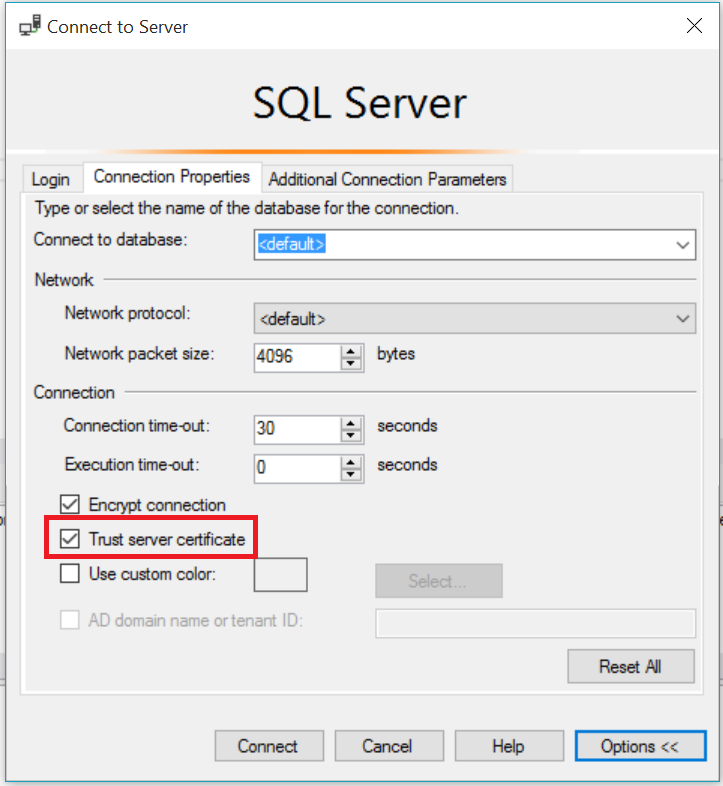 Connect to Server
SQL Server
Login Connection Properties Additional Connection Parameters
Type or select the name of the database for the connection.
Connect to database: <default>
Network
Network protocol: <default>
Network packet size: 4096 bytes
Connection
Connection time-out: 30 seconds
Execution time-out: 0 seconds
Encrypt connection
Trust server certificate
Use custom color: Select...
AD domain name or tenant ID:
Reset All
Connect Cancel Help Options <<